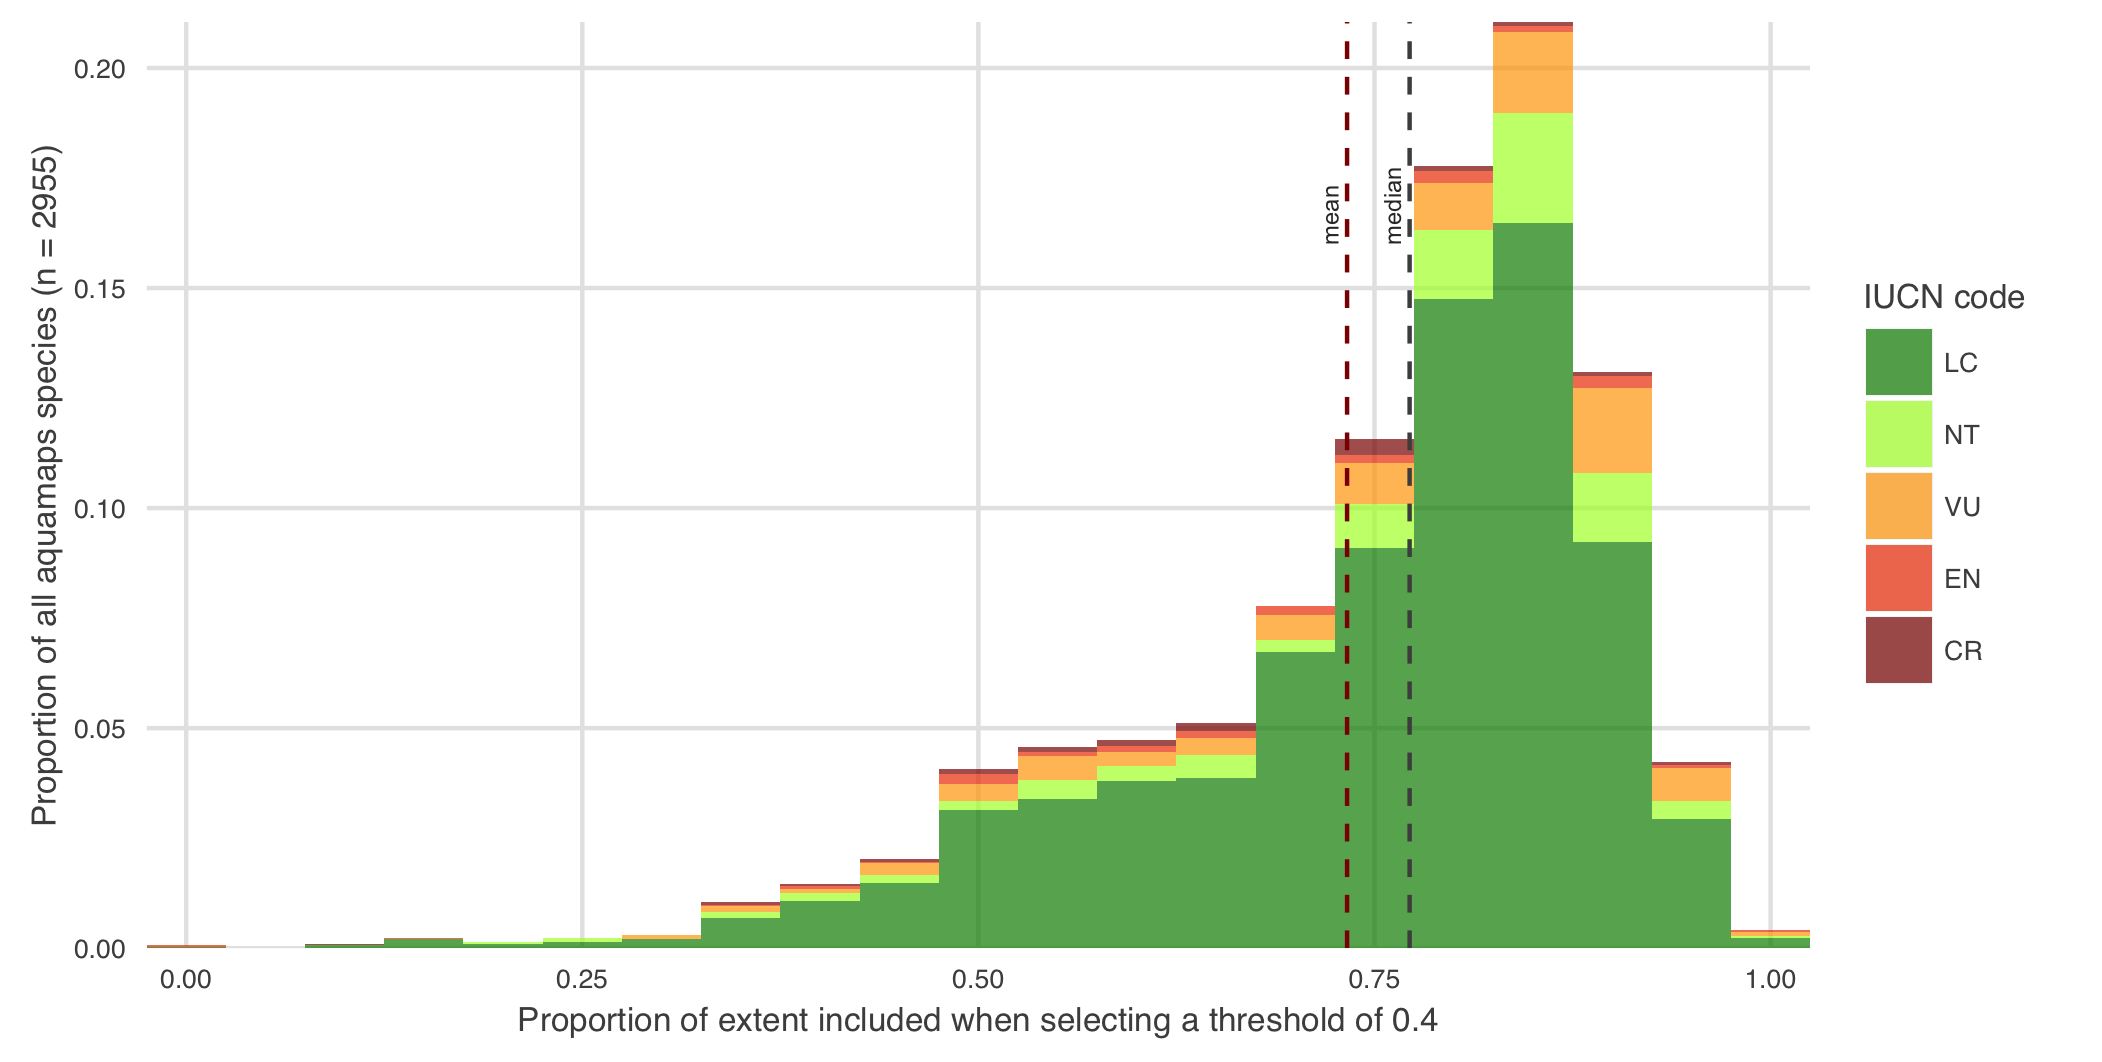 Proportion of all aquamaps species (n = 2955)
0.20
0.15
0.10
0.05
0.00
mean
median
0.00
0.25
0.50
0.75
1.00
Proportion of extent included when selecting a threshold of 0.4
IUCN code
LC
NT
VU
EN
CR